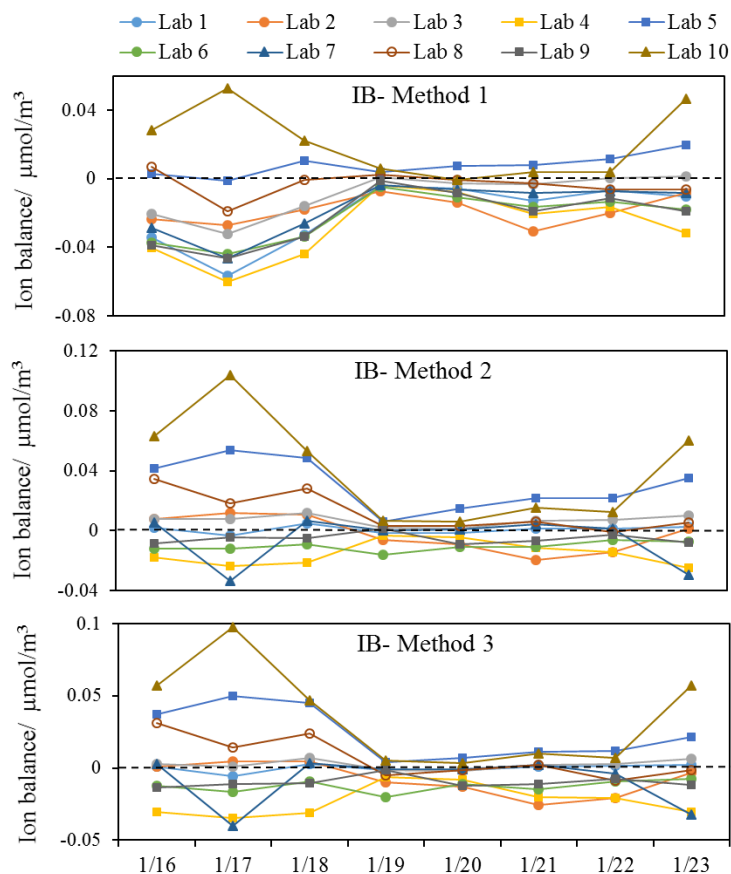 Lab 1 Lab 2 Lab 3 Lab 4 Lab 5
Lab 6 Lab 7 Lab 8 Lab 9 Lab 10
IB- Method 1
Ion balance/ μmol/m³
0.04
0
-0.04
-0.08
IB- Method 2
Ion balance/ μmol/m³
0.12
0.08
0.04
0
-0.04
IB- Method 3
Ion balance/ μmol/m³
0.1
0.05
0
-0.05
1/16 1/17 1/18 1/19 1/20 1/21 1/22 1/23